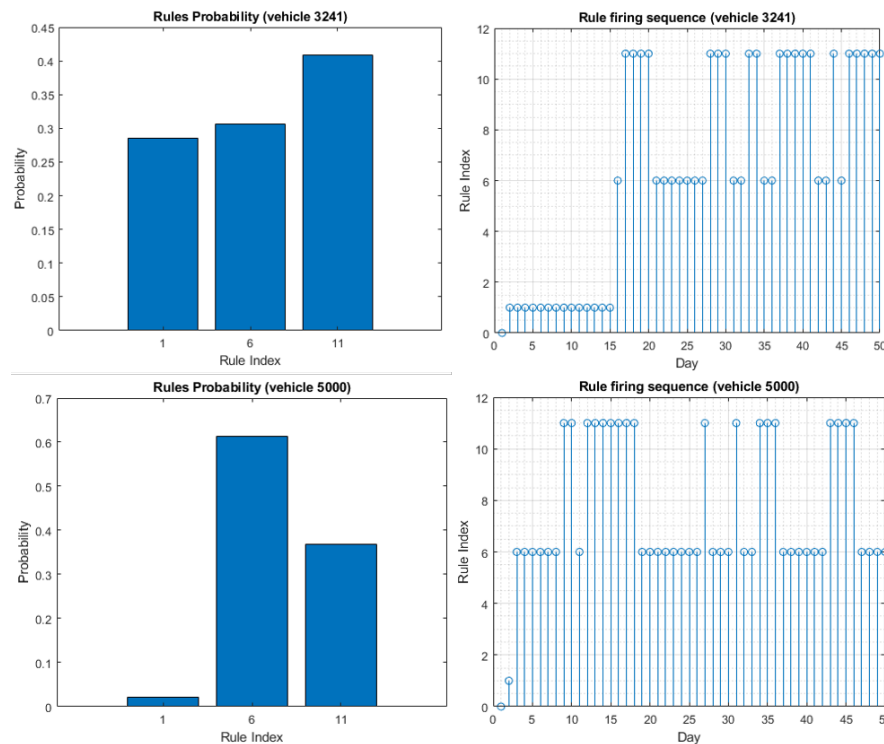 Rules Probability (vehicle 3241)
0.45
0.4
0.35
0.3
0.25
0.2
0.15
0.1
0.05
0
Probability
1 6 11
Rule Index
Rule firing sequence (vehicle 3241)
12
10
8
6
4
2
0
Rule Index
0 5 10 15 20 25 30 35 40 45 50
Day
Rules Probability (vehicle 5000)
0.7
0.6
0.5
0.4
0.3
0.2
0.1
0
Probability
1 6 11
Rule Index
Rule firing sequence (vehicle 5000)
12
10
8
6
4
2
0
Rule Index
0 5 10 15 20 25 30 35 40 45 50
Day